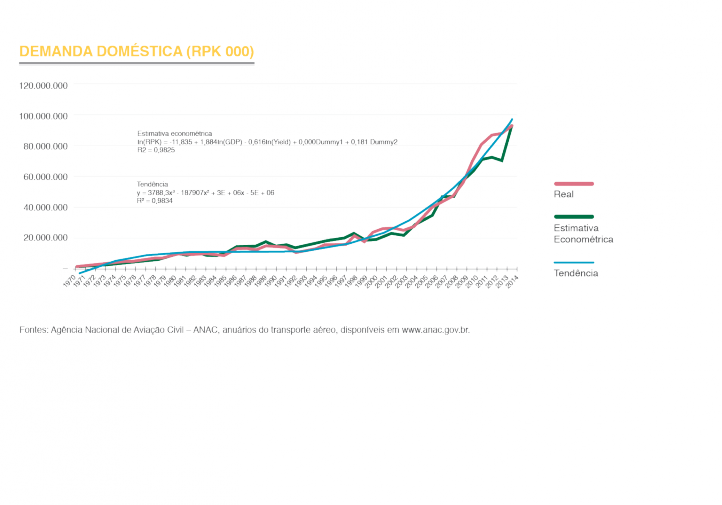 DEMANDA DOMÉSTICA (RPK 000)
120.000.000
100.000.000
80.000.000
60.000.000
40.000.000
20.000.000
Estimativa econométrica
ln(RPK) = -11,635 + 1,884ln(GDP) - 0,616ln(Yield) + 0,000Dummy1 + 0,181 Dummy2
R2 = 0,9825
Tendência
y = 3788,3x³ - 187907x² + 3E + 06x - 5E + 06
R² = 0,9834
1970 1971 1972 1973 1974 1975 1976 1977 1978 1979 1980 1981 1982 1983 1984 1985 1986 1987 1988 1989 1990 1991 1992 1993 1994 1995 1996 1997 1998 1999 2000 2001 2002 2003 2004 2005 2006 2007 2008 2009 2010 2011 2012 2013 2014
Real
Estimativa
Econométrica
Tendência
Fontes: Agência Nacional de Aviação Civil – ANAC, anuários do transporte aéreo, disponíveis em www.anac.gov.br.